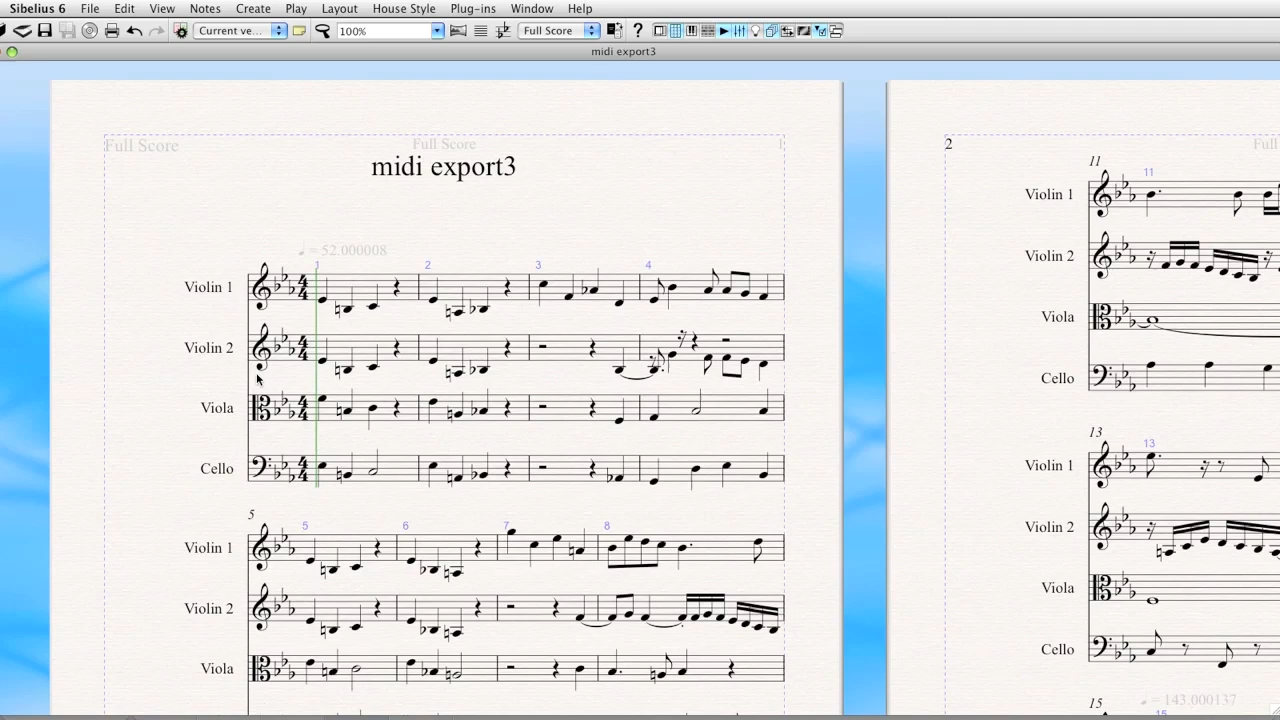 Sibelius 6 File Edit View Notes Create Play Layout House Style Plug-ins Window Help
Current ve... 100% Full Score ?
midi export3
Full Score Full Score 1
midi export3
= 52.000008
1 2 3 4
Violin 1
Violin 2
Viola
Cello
5
5 6 7 8
Violin 1
Violin 2
Viola
2 Full
11
11
Violin 1
Violin 2
Viola
Cello
13
13
Violin 1
Violin 2
Viola
Cello
15 = 143.000137
15